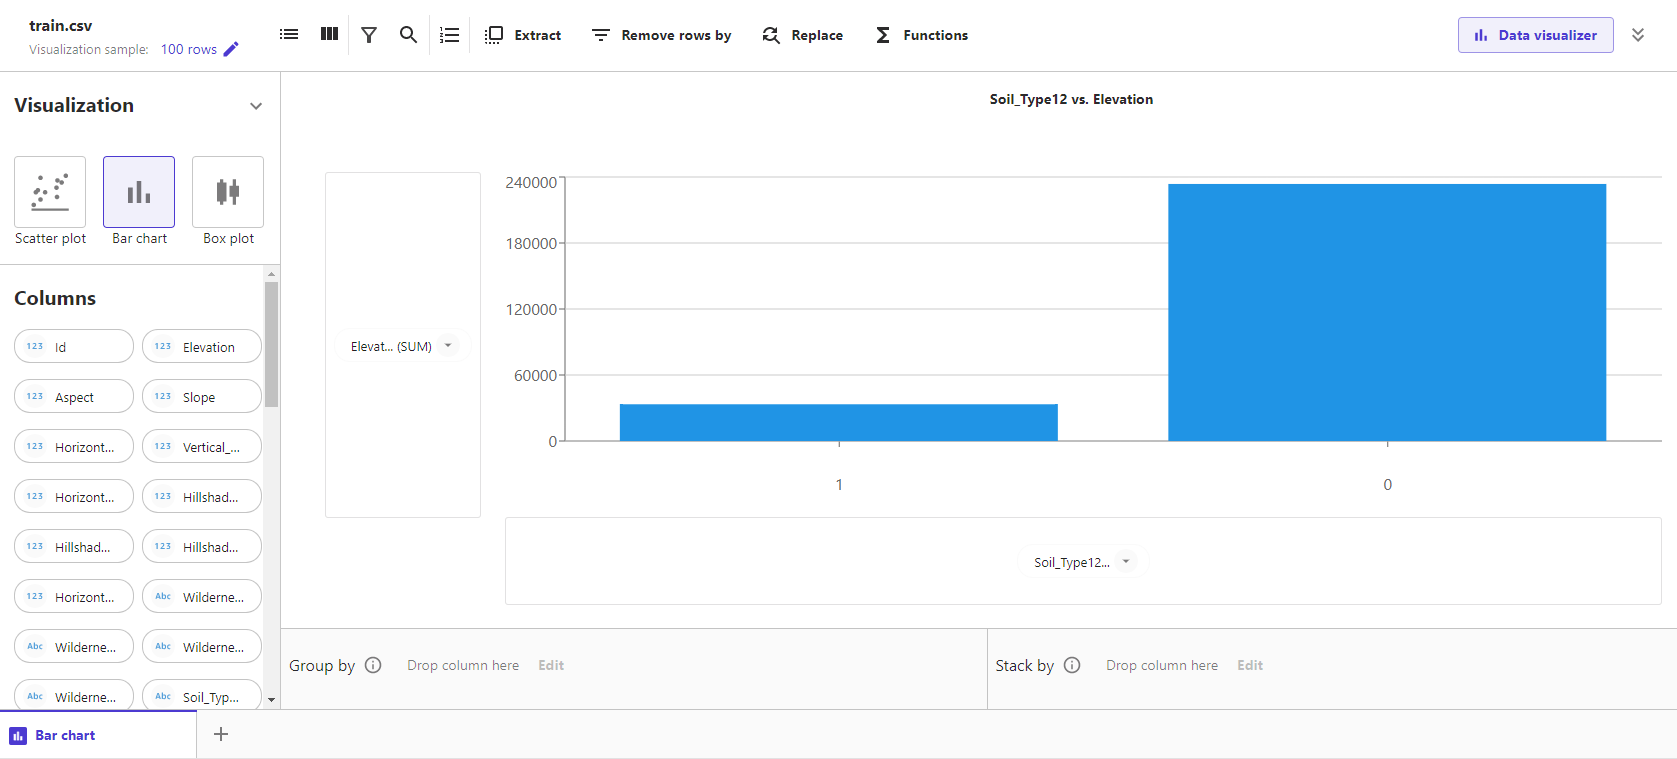 train.csv
Visualization sample: 100 rows
Extract
Remove rows by
Replace
Functions
Data visualizer
Visualization
Scatter plot
Bar chart
Box plot
Columns
123 Id
123 Elevation
123 Aspect
123 Slope
123 Horizont...
123 Vertical_...
123 Horizont...
123 Hillshad...
123 Hillshad...
123 Hillshad...
123 Horizont...
Abc Wilderne...
Abc Wilderne...
Abc Wilderne...
Abc Wilderne...
Abc Soil_Typ...
Soil_Type12 vs. Elevation
Elevat... (SUM)
240000
180000
120000
60000
0
1
0
Soil_Type12...
Group by
Drop column here
Edit
Stack by
Drop column here
Edit
Bar chart